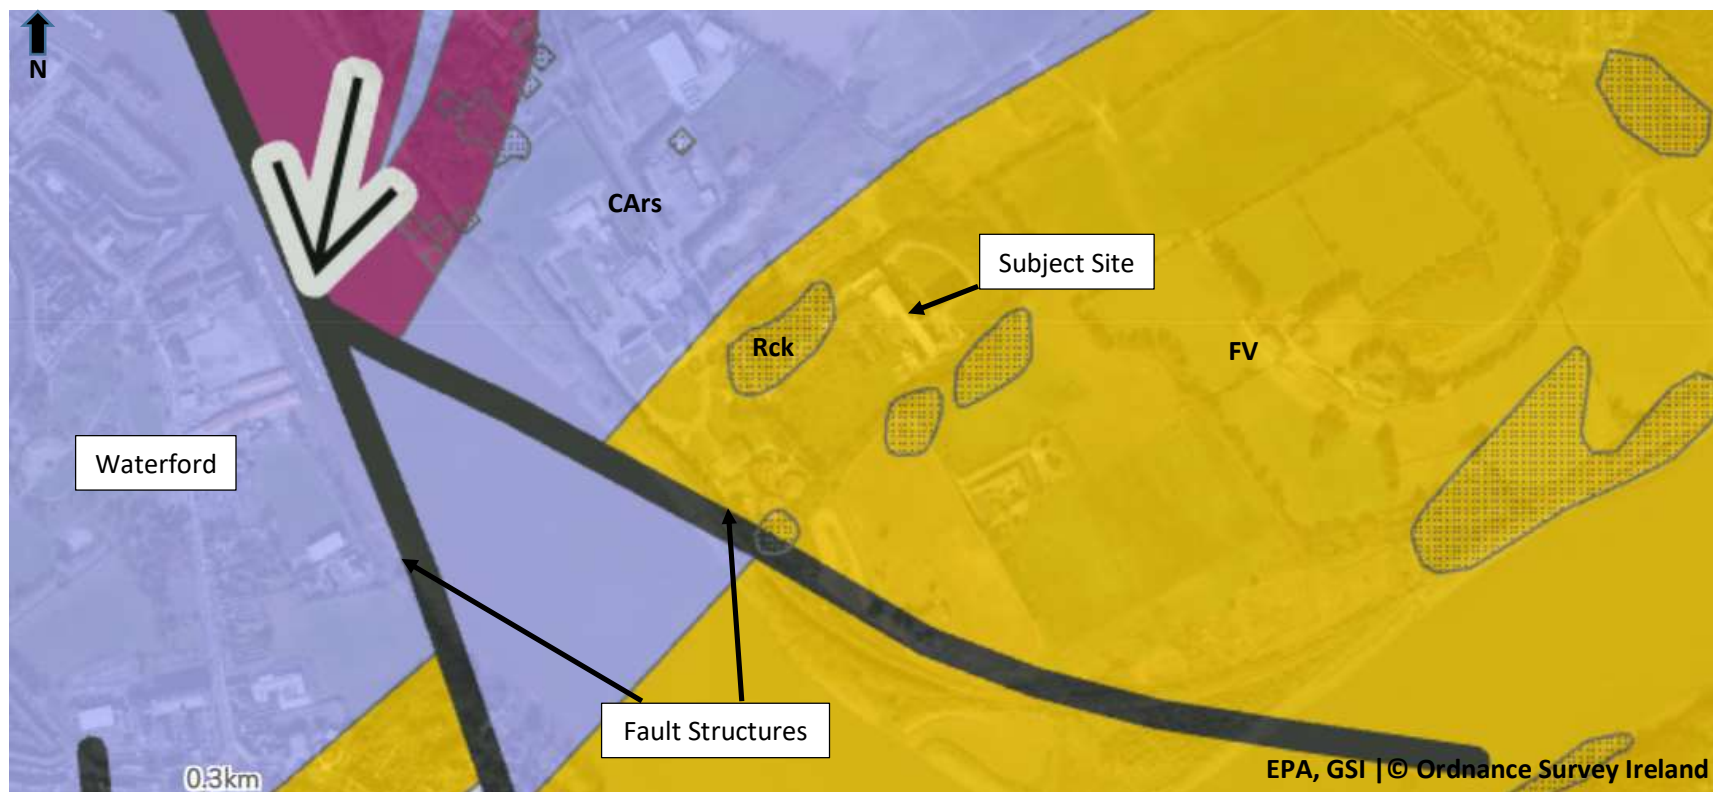 N
CArs
Subject Site
Rck
FV
Waterford
Fault Structures
0.3km
EPA, GSI |© Ordnance Survey Ireland